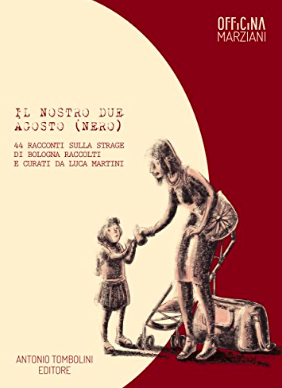 OFFICINA
MARZIANI
IL NOSTRO DUE
AGOSTO (NERO)
44 RACCONTI SULLA STRAGE
DI BOLOGNA RACCOLTI
E CURATI DA LUCA MARTINI
ANTONIO TOMBOLINI
EDITORE